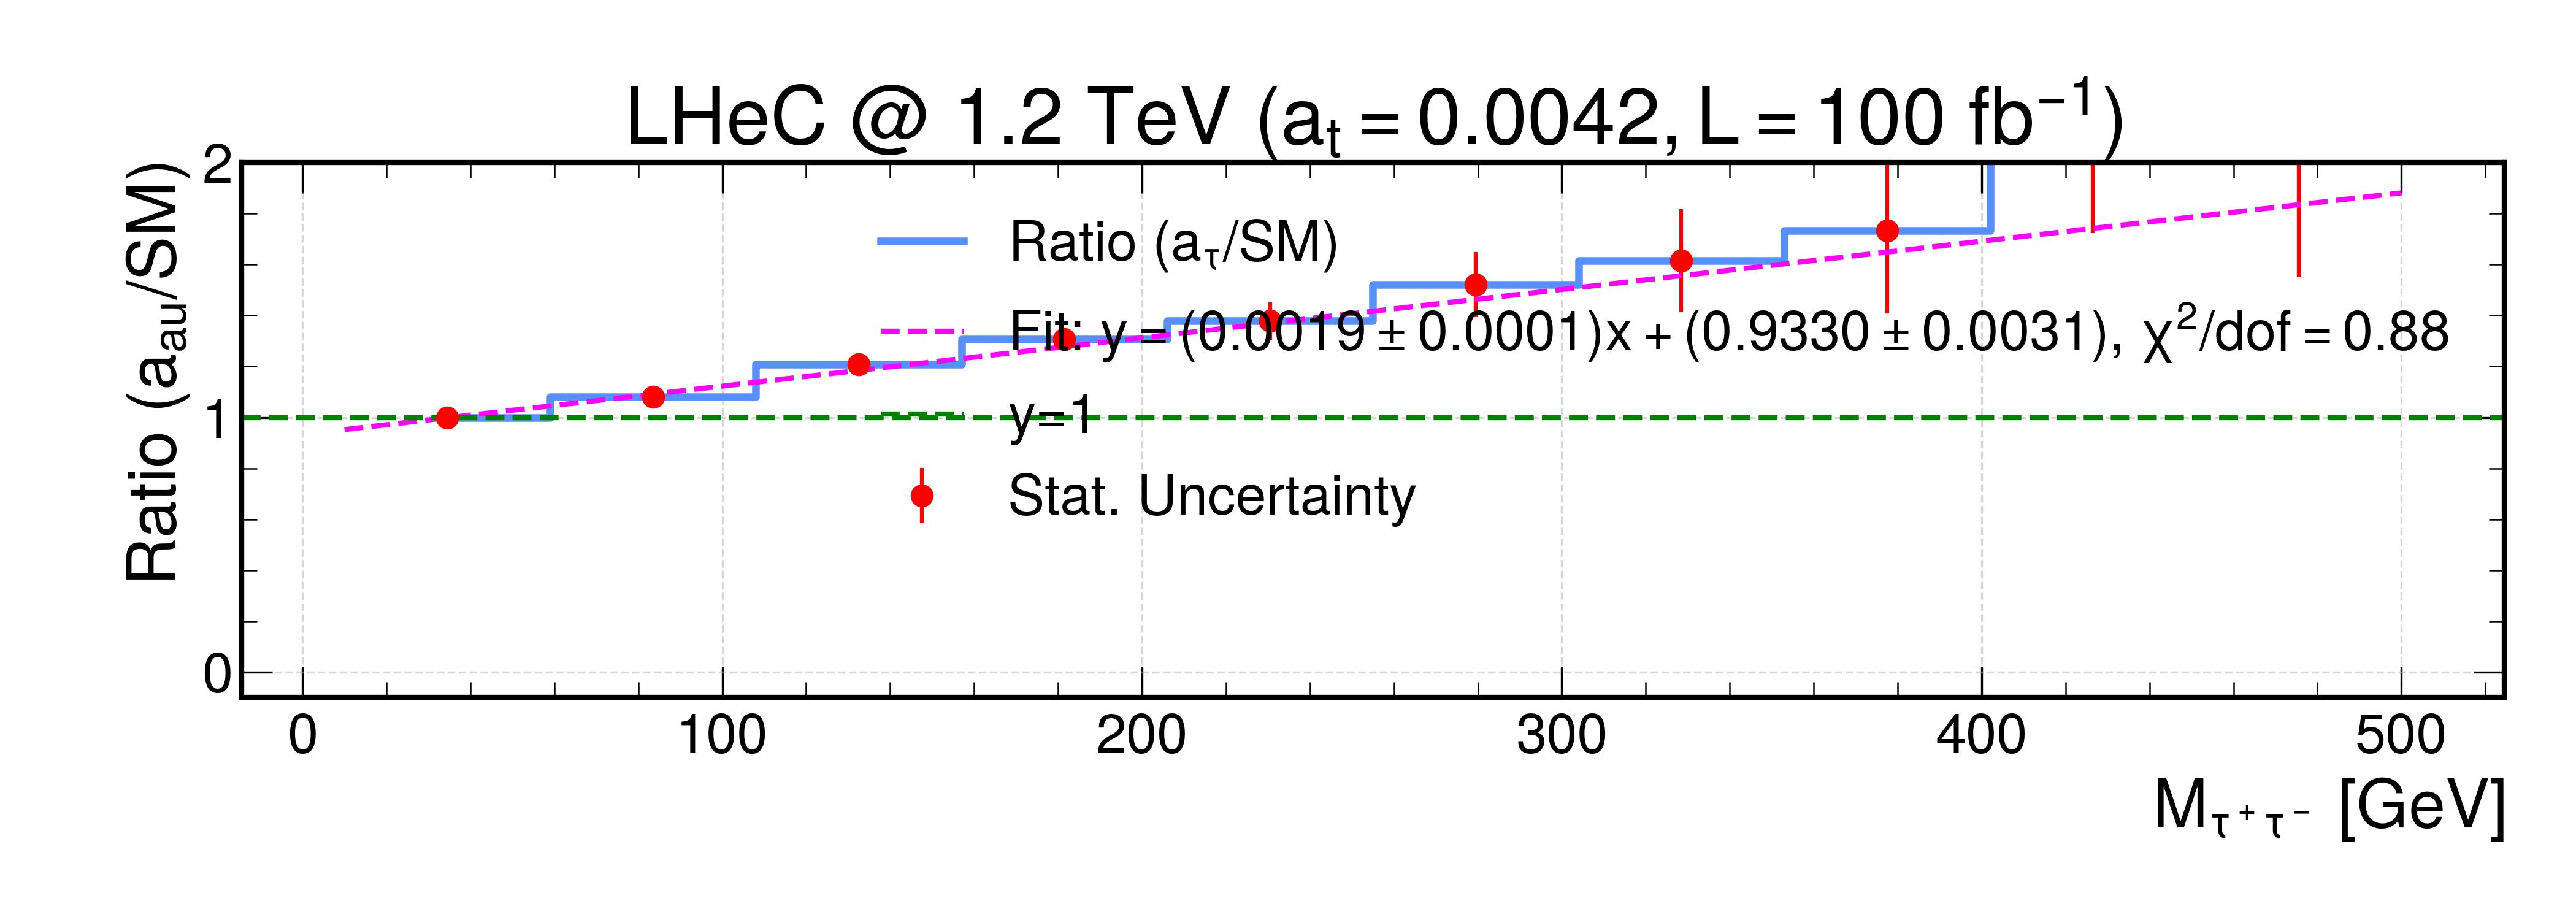 LHeC @ 1.2 TeV (aₜ = 0.0042, L = 100 fb⁻¹)
Ratio (a_au/SM)
2
1
0
Ratio (a_τ/SM)
Fit: y = (0.0019 ± 0.0001)x + (0.9330 ± 0.0031), χ²/dof = 0.88
y=1
Stat. Uncertainty
0 100 200 300 400 500
M_τ⁺τ⁻ [GeV]